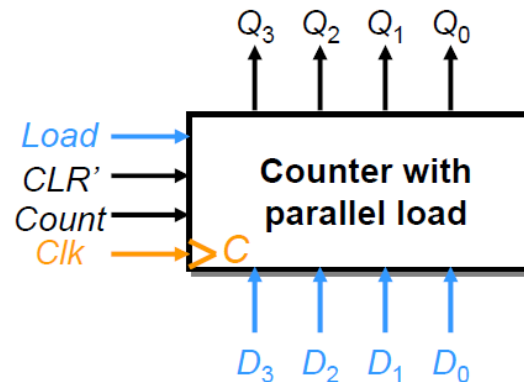 Q3 Q2 Q1 Q0
Load
CLR’
Count
Clk
C
Counter with
parallel load
D3 D2 D1 D0